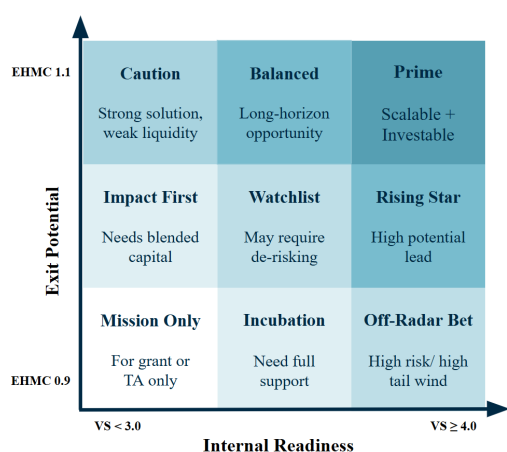 EHMC 1.1
Caution
Strong solution,
weak liquidity
Balanced
Long-horizon
opportunity
Prime
Scalable +
Investable
Exit Potential
Impact First
Needs blended
capital
Watchlist
May require
de-risking
Rising Star
High potential
lead
Mission Only
For grant or
TA only
Incubation
Need full
support
Off-Radar Bet
High risk/ high
tail wind
EHMC 0.9
VS < 3.0
VS ≥ 4.0
Internal Readiness